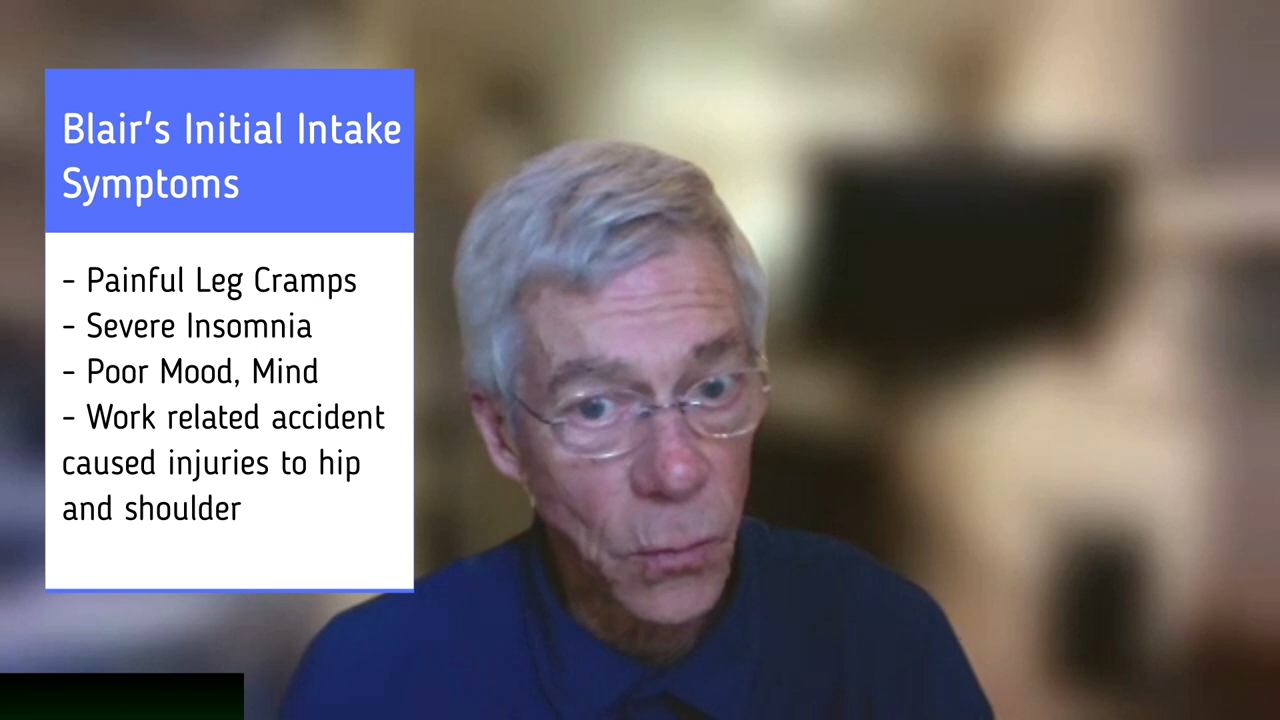 Blair's Initial Intake
Symptoms
- Painful Leg Cramps
- Severe Insomnia
- Poor Mood, Mind
- Work related accident
caused injuries to hip
and shoulder